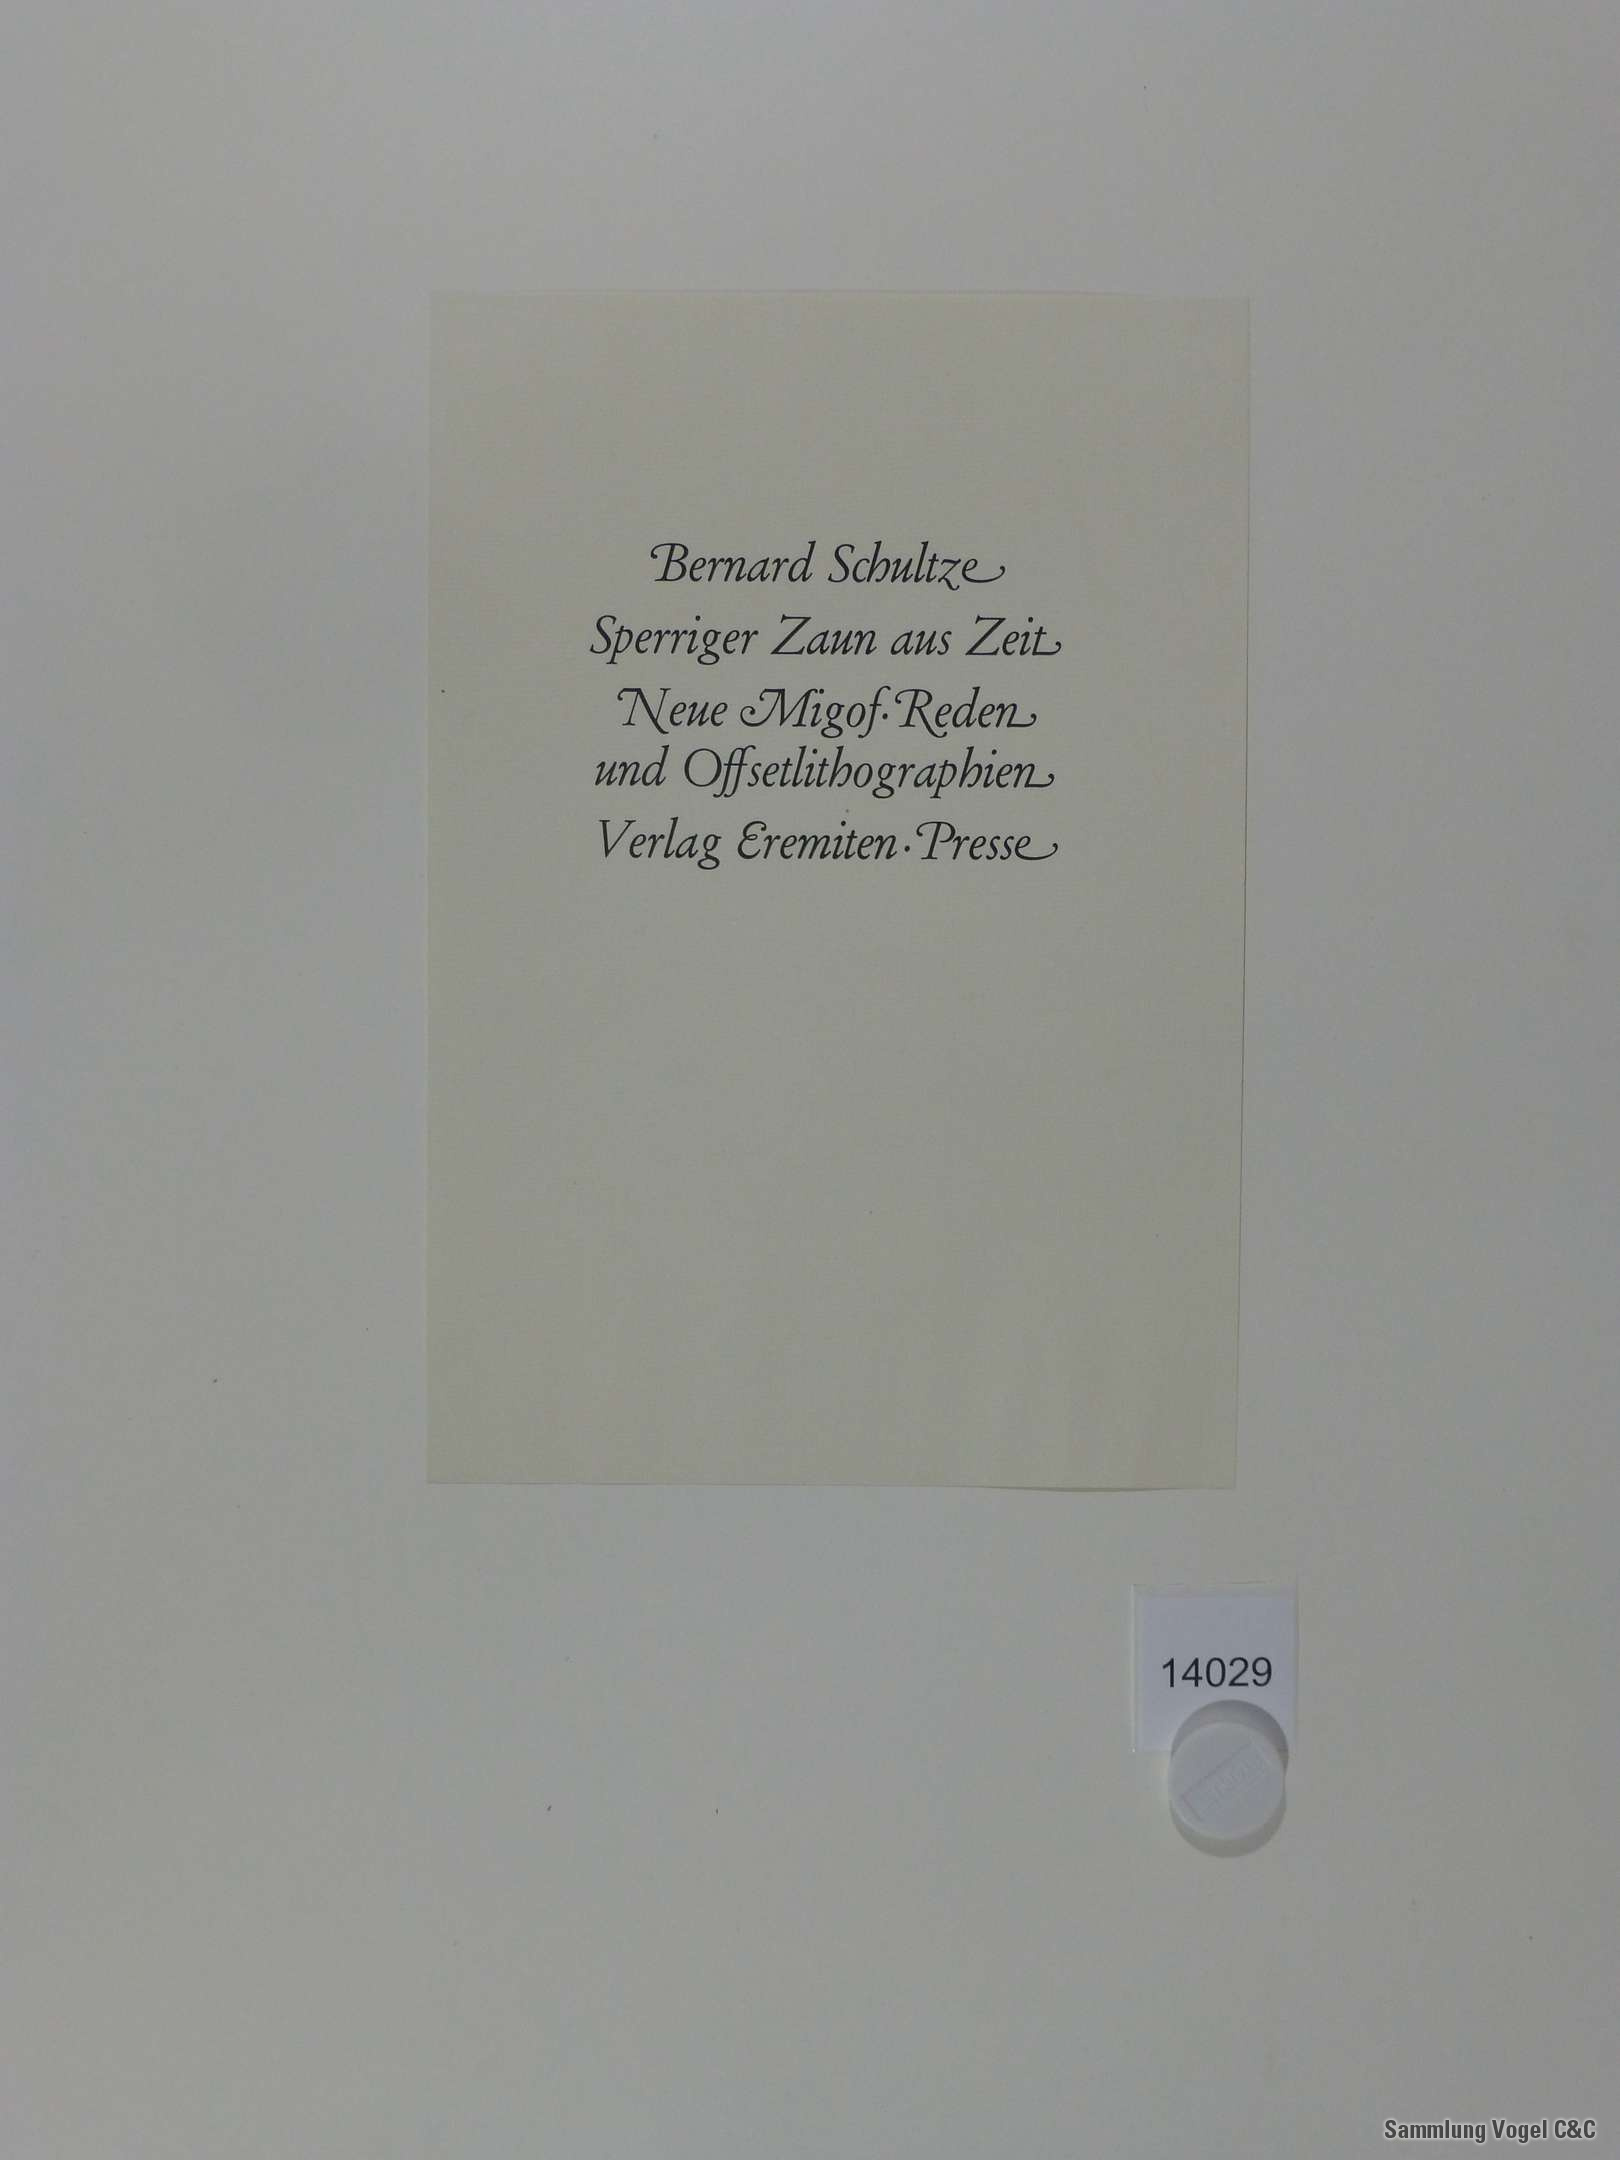 Bernard Schultze
Sperriger Zaun aus Zeit
Neue Migof·Reden
und Offsetlithographien
Verlag Eremiten·Presse
14029
Sammlung Vogel C&C